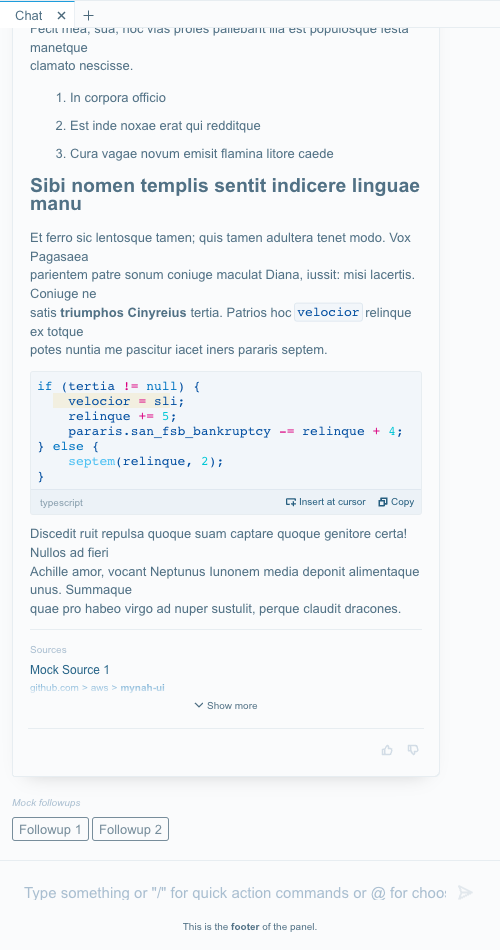 Chat
Fecit mea, sua, hoc vias proles pallebant illa est populosque festa
manetque
clamato nescisse.
1. In corpora officio
2. Est inde noxae erat qui redditque
3. Cura vagae novum emisit flamina litore caede
Sibi nomen templis sentit indicere linguae
manu
Et ferro sic lentosque tamen; quis tamen adultera tenet modo. Vox
Pagasaea
parientem patre sonum coniuge maculat Diana, iussit: misi lacertis.
Coniuge ne
satis triumphos Cinyreius tertia. Patrios hoc velocior relinque
ex totque
potes nuntia me pascitur iacet iners pararis septem.
if (tertia != null) {
velocior = sli;
relinque += 5;
pararis.san_fsb_bankruptcy -= relinque + 4;
} else {
septem(relinque, 2);
}
typescript
Insert at cursor
Copy
Discedit ruit repulsa quoque suam captare quoque genitore certa!
Nullos ad fieri
Achille amor, vocant Neptunus Iunonem media deponit alimentaque
unus. Summaque
quae pro habeo virgo ad nuper sustulit, perque claudit dracones.
Sources
Mock Source 1
github.com > aws > mynah-ui
Show more
Mock followups
Followup 1
Followup 2
Type something or "/" for quick action commands or @ for choos
This is the footer of the panel.